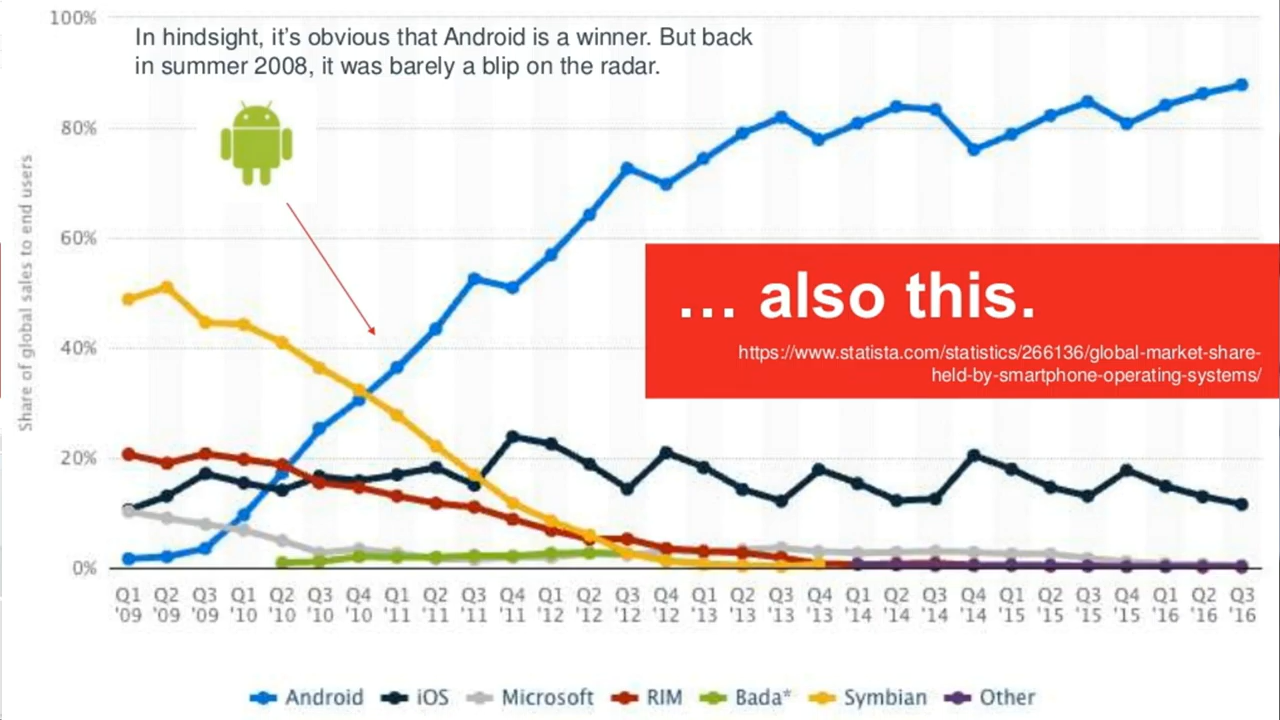 In hindsight, it’s obvious that Android is a winner. But back
in summer 2008, it was barely a blip on the radar.
100%
80%
60%
40%
20%
0%
Share of global sales to end users
… also this.
https://www.statista.com/statistics/266136/global-market-share-
held-by-smartphone-operating-systems/
Q1 Q2 Q3 Q1 Q2 Q3 Q4 Q1 Q2 Q3 Q4 Q1 Q2 Q3 Q4 Q1 Q2 Q3 Q4 Q1 Q2 Q3 Q4 Q1 Q2 Q3 Q4 Q1 Q2 Q3
'09 '09 '09 '10 '10 '10 '10 '11 '11 '11 '11 '12 '12 '12 '12 '13 '13 '13 '13 '14 '14 '14 '14 '15 '15 '15 '15 '16 '16 '16
Android iOS Microsoft RIM Bada* Symbian Other